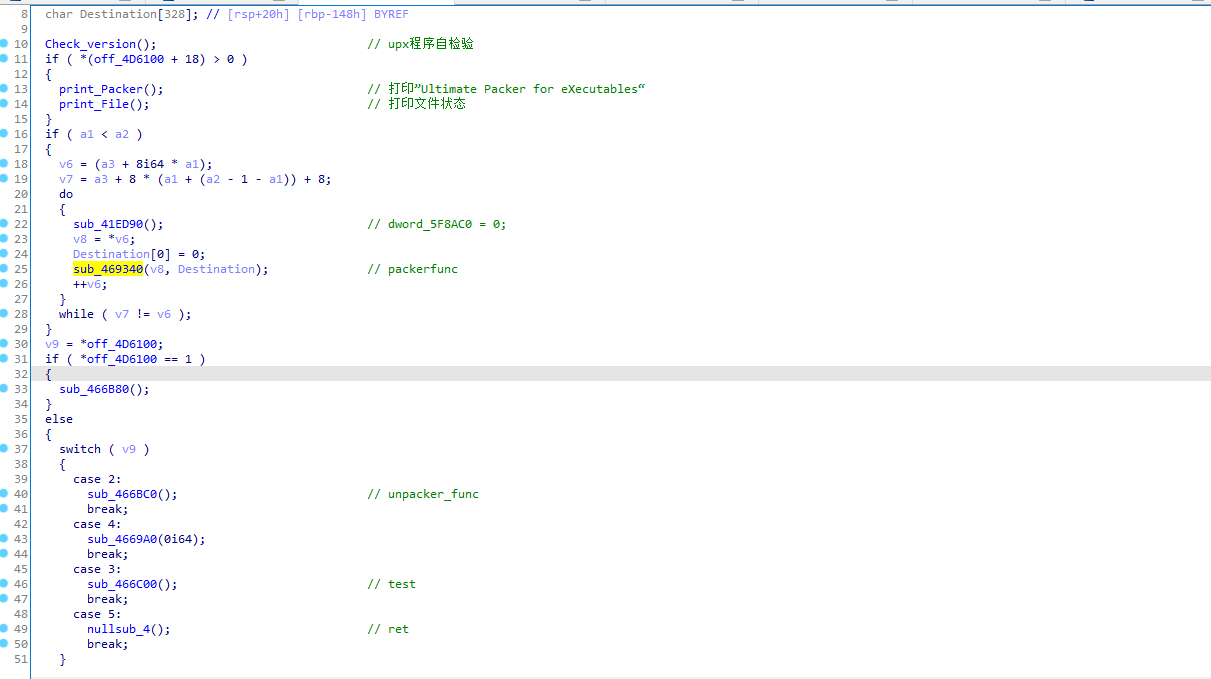 8 char Destination[328]; // [rsp+20h] [rbp-148h] BYREF
9
10 Check_version(); // upx程序自检验
11 if ( *(off_4D6100 + 18) > 0 )
12 {
13 print_Packer(); // 打印”Ultimate Packer for eXecutables“
14 print_File(); // 打印文件状态
15 }
16 if ( a1 < a2 )
17 {
18 v6 = (a3 + 8i64 * a1);
19 v7 = a3 + 8 * (a1 + (a2 - 1 - a1)) + 8;
20 do
21 {
22 sub_41ED90(); // dword_5F8AC0 = 0;
23 v8 = *v6;
24 Destination[0] = 0;
25 sub_469340(v8, Destination); // packerfunc
26 ++v6;
27 }
28 while ( v7 != v6 );
29 }
30 v9 = *off_4D6100;
31 if ( *off_4D6100 == 1 )
32 {
33 sub_466B80();
34 }
35 else
36 {
37 switch ( v9 )
38 {
39 case 2:
40 sub_466BC0(); // unpacker_func
41 break;
42 case 4:
43 sub_4669A0(0i64);
44 break;
45 case 3:
46 sub_466C00(); // test
47 break;
48 case 5:
49 nullsub_4(); // ret
50 break;
51 }